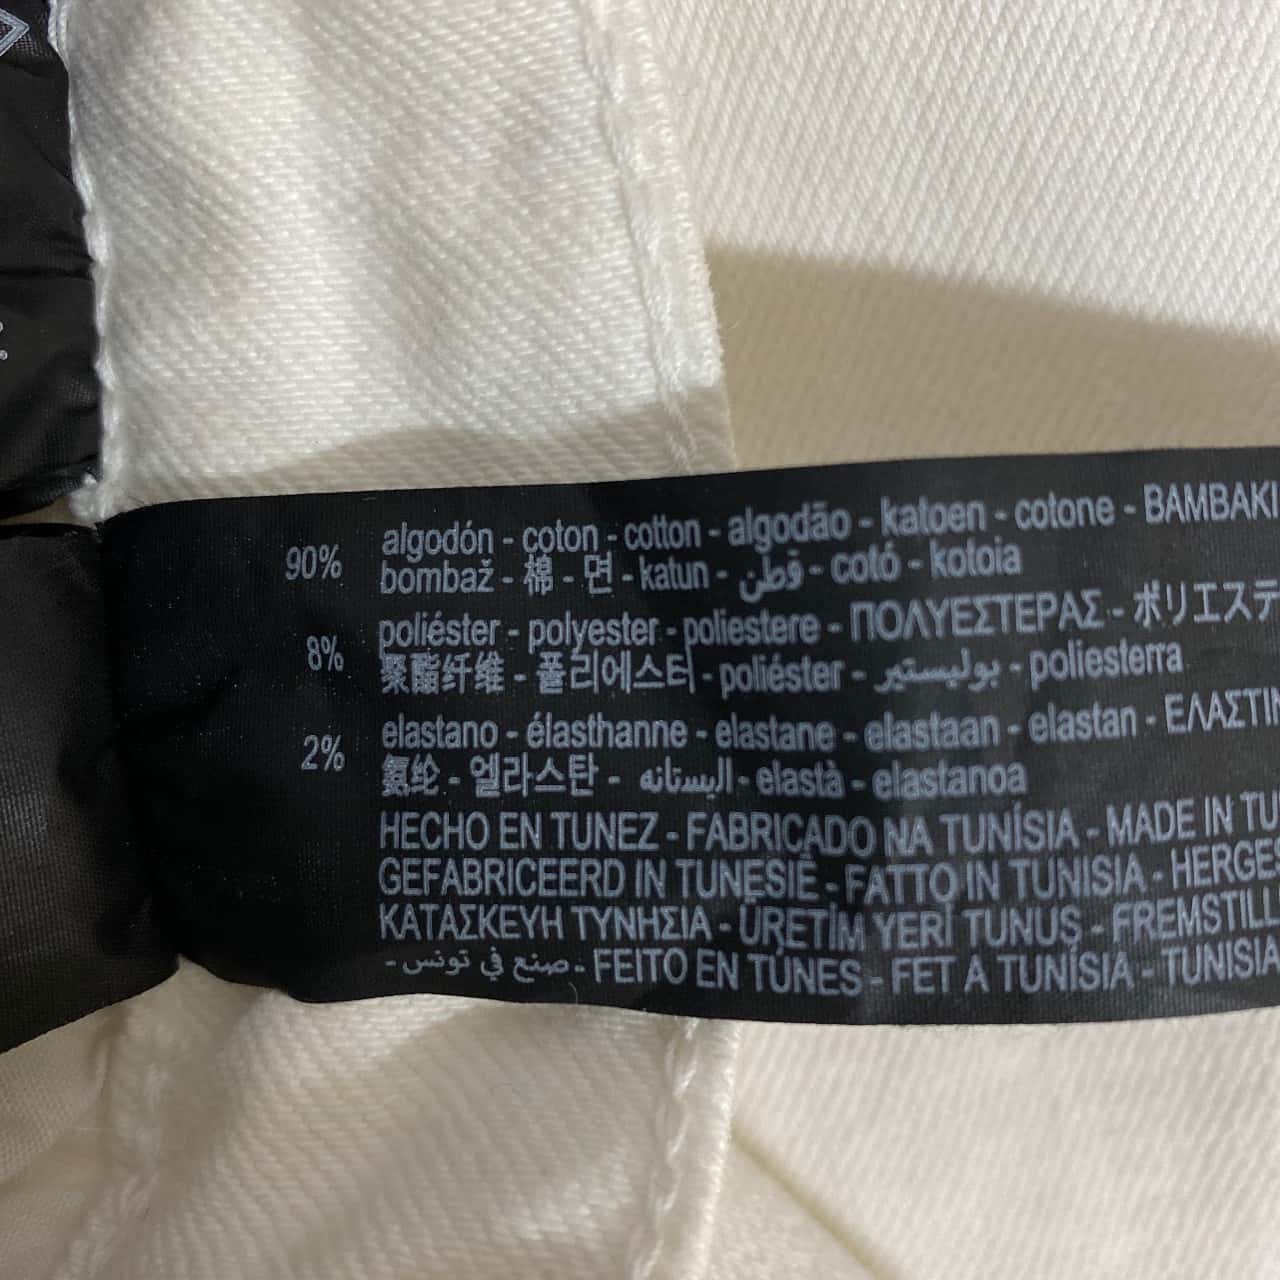 90% algodón - coton - cotton - algodão - katoen - cotone - ΒΑΜΒΑΚΙ
bombaž - 棉 - 면 - katun - قطن - cotó - kotoia
8% poliéster - polyester - poliestere - ΠΟΛΥΕΣΤΕΡΑΣ - ポリエステ
聚酯纤维 - 폴리에스터 - poliéster - بوليستير - poliesterra
2% elastano - élasthanne - elastane - elastaan - elastan - ΕΛΑΣΤΙΝ
氨纶 - 엘라스탄 - اليستانه - elastà - elastanoa
HECHO EN TUNEZ - FABRICADO NA TUNÍSIA - MADE IN TU
GEFABRICEERD IN TUNESIË - FATTO IN TUNISIA - HERGES
ΚΑΤΑΣΚΕΥΗ ΤΥΝΗΣΙΑ - ÜRETİM YERİ TUNUS - FREMSTILL
- صنع في تونس - FEITO EN TÚNES - FET A TUNÍSIA - TUNISIA